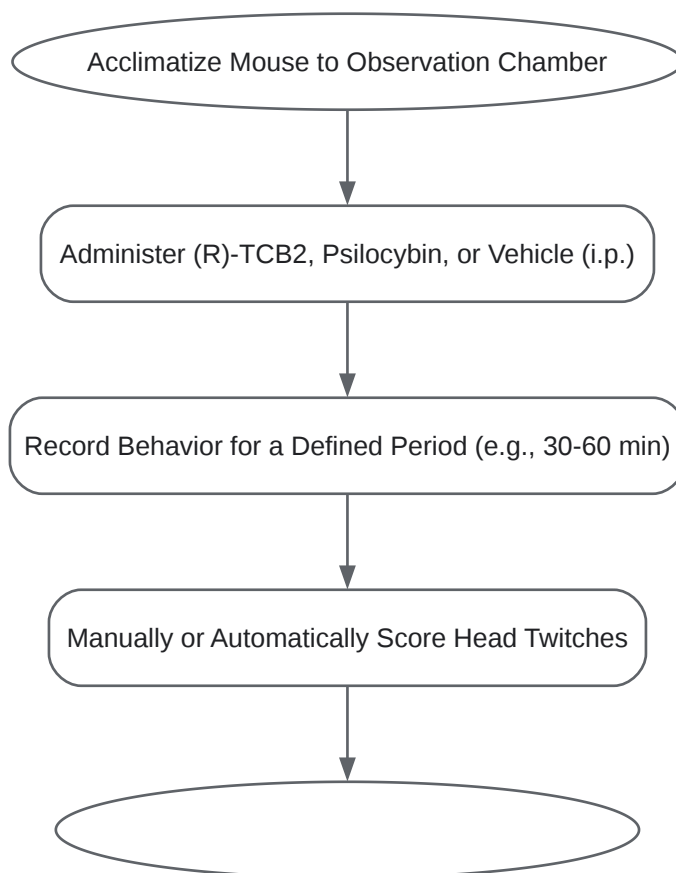 Acclimatize Mouse to Observation Chamber
Administer (R)-TCB2, Psilocybin, or Vehicle (i.p.)
Record Behavior for a Defined Period (e.g., 30-60 min)
Manually or Automatically Score Head Twitches